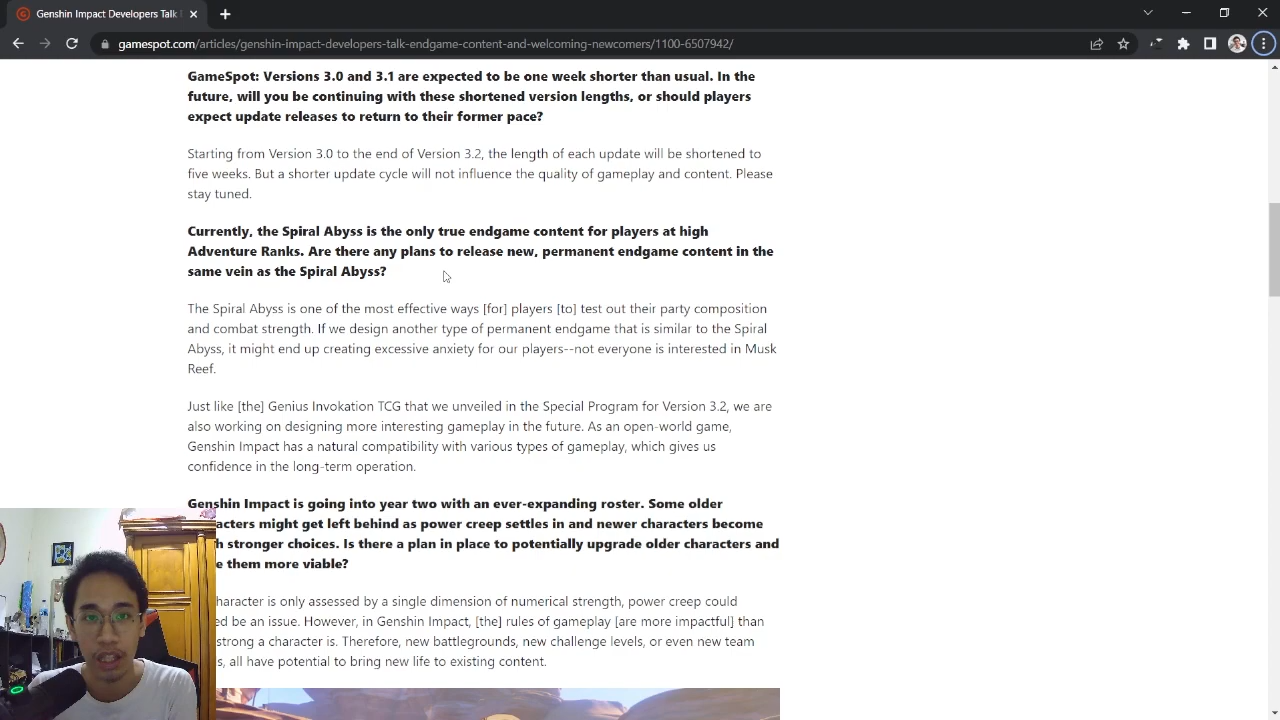 Genshin Impact Developers Talk
gamespot.com/articles/genshin-impact-developers-talk-endgame-content-and-welcoming-newcomers/1100-6507942/
GameSpot: Versions 3.0 and 3.1 are expected to be one week shorter than usual. In the
future, will you be continuing with these shortened version lengths, or should players
expect update releases to return to their former pace?
Starting from Version 3.0 to the end of Version 3.2, the length of each update will be shortened to
five weeks. But a shorter update cycle will not influence the quality of gameplay and content. Please
stay tuned.
Currently, the Spiral Abyss is the only true endgame content for players at high
Adventure Ranks. Are there any plans to release new, permanent endgame content in the
same vein as the Spiral Abyss?
The Spiral Abyss is one of the most effective ways [for] players [to] test out their party composition
and combat strength. If we design another type of permanent endgame that is similar to the Spiral
Abyss, it might end up creating excessive anxiety for our players--not everyone is interested in Musk
Reef.
Just like [the] Genius Invokation TCG that we unveiled in the Special Program for Version 3.2, we are
also working on designing more interesting gameplay in the future. As an open-world game,
Genshin Impact has a natural compatibility with various types of gameplay, which gives us
confidence in the long-term operation.
Genshin Impact is going into year two with an ever-expanding roster. Some older
acters might get left behind as power creep settles in and newer characters become
h stronger choices. Is there a plan in place to potentially upgrade older characters and
e them more viable?
haracter is only assessed by a single dimension of numerical strength, power creep could
ed be an issue. However, in Genshin Impact, [the] rules of gameplay [are more impactful] than
strong a character is. Therefore, new battlegrounds, new challenge levels, or even new team
s, all have potential to bring new life to existing content.